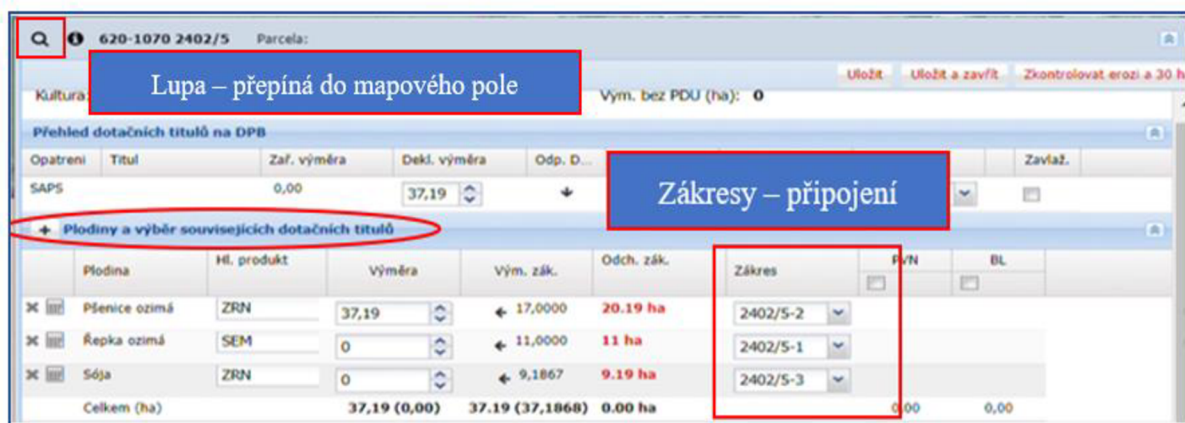 620-1070 2402/5 Parcela:
Lupa – přepíná do mapového pole
Uložit Uložit a zavřít Zkontrolovat erozi a 30 h
Kultura: Vým. bez PDU (ha): 0
Přehled dotačních titulů na DPB
Opatreni Titul Zař. výměra Dekl. výměra Odp. D... Zavlaž.
SAPS 0,00 37,19
Zákresy – připojení
+ Plodiny a výběr souvisejících dotačních titulů
Plodina Hl. produkt Výměra Vým. zák. Odch. zák. Zákres PVN BL
Pšenice ozimá ZRN 37,19 17,0000 20.19 ha 2402/5-2
Řepka ozimá SEM 0 11,0000 11 ha 2402/5-1
Sója ZRN 0 9,1867 9.19 ha 2402/5-3
Celkem (ha) 37,19 (0,00) 37.19 (37,1868) 0.00 ha 0,00 0,00